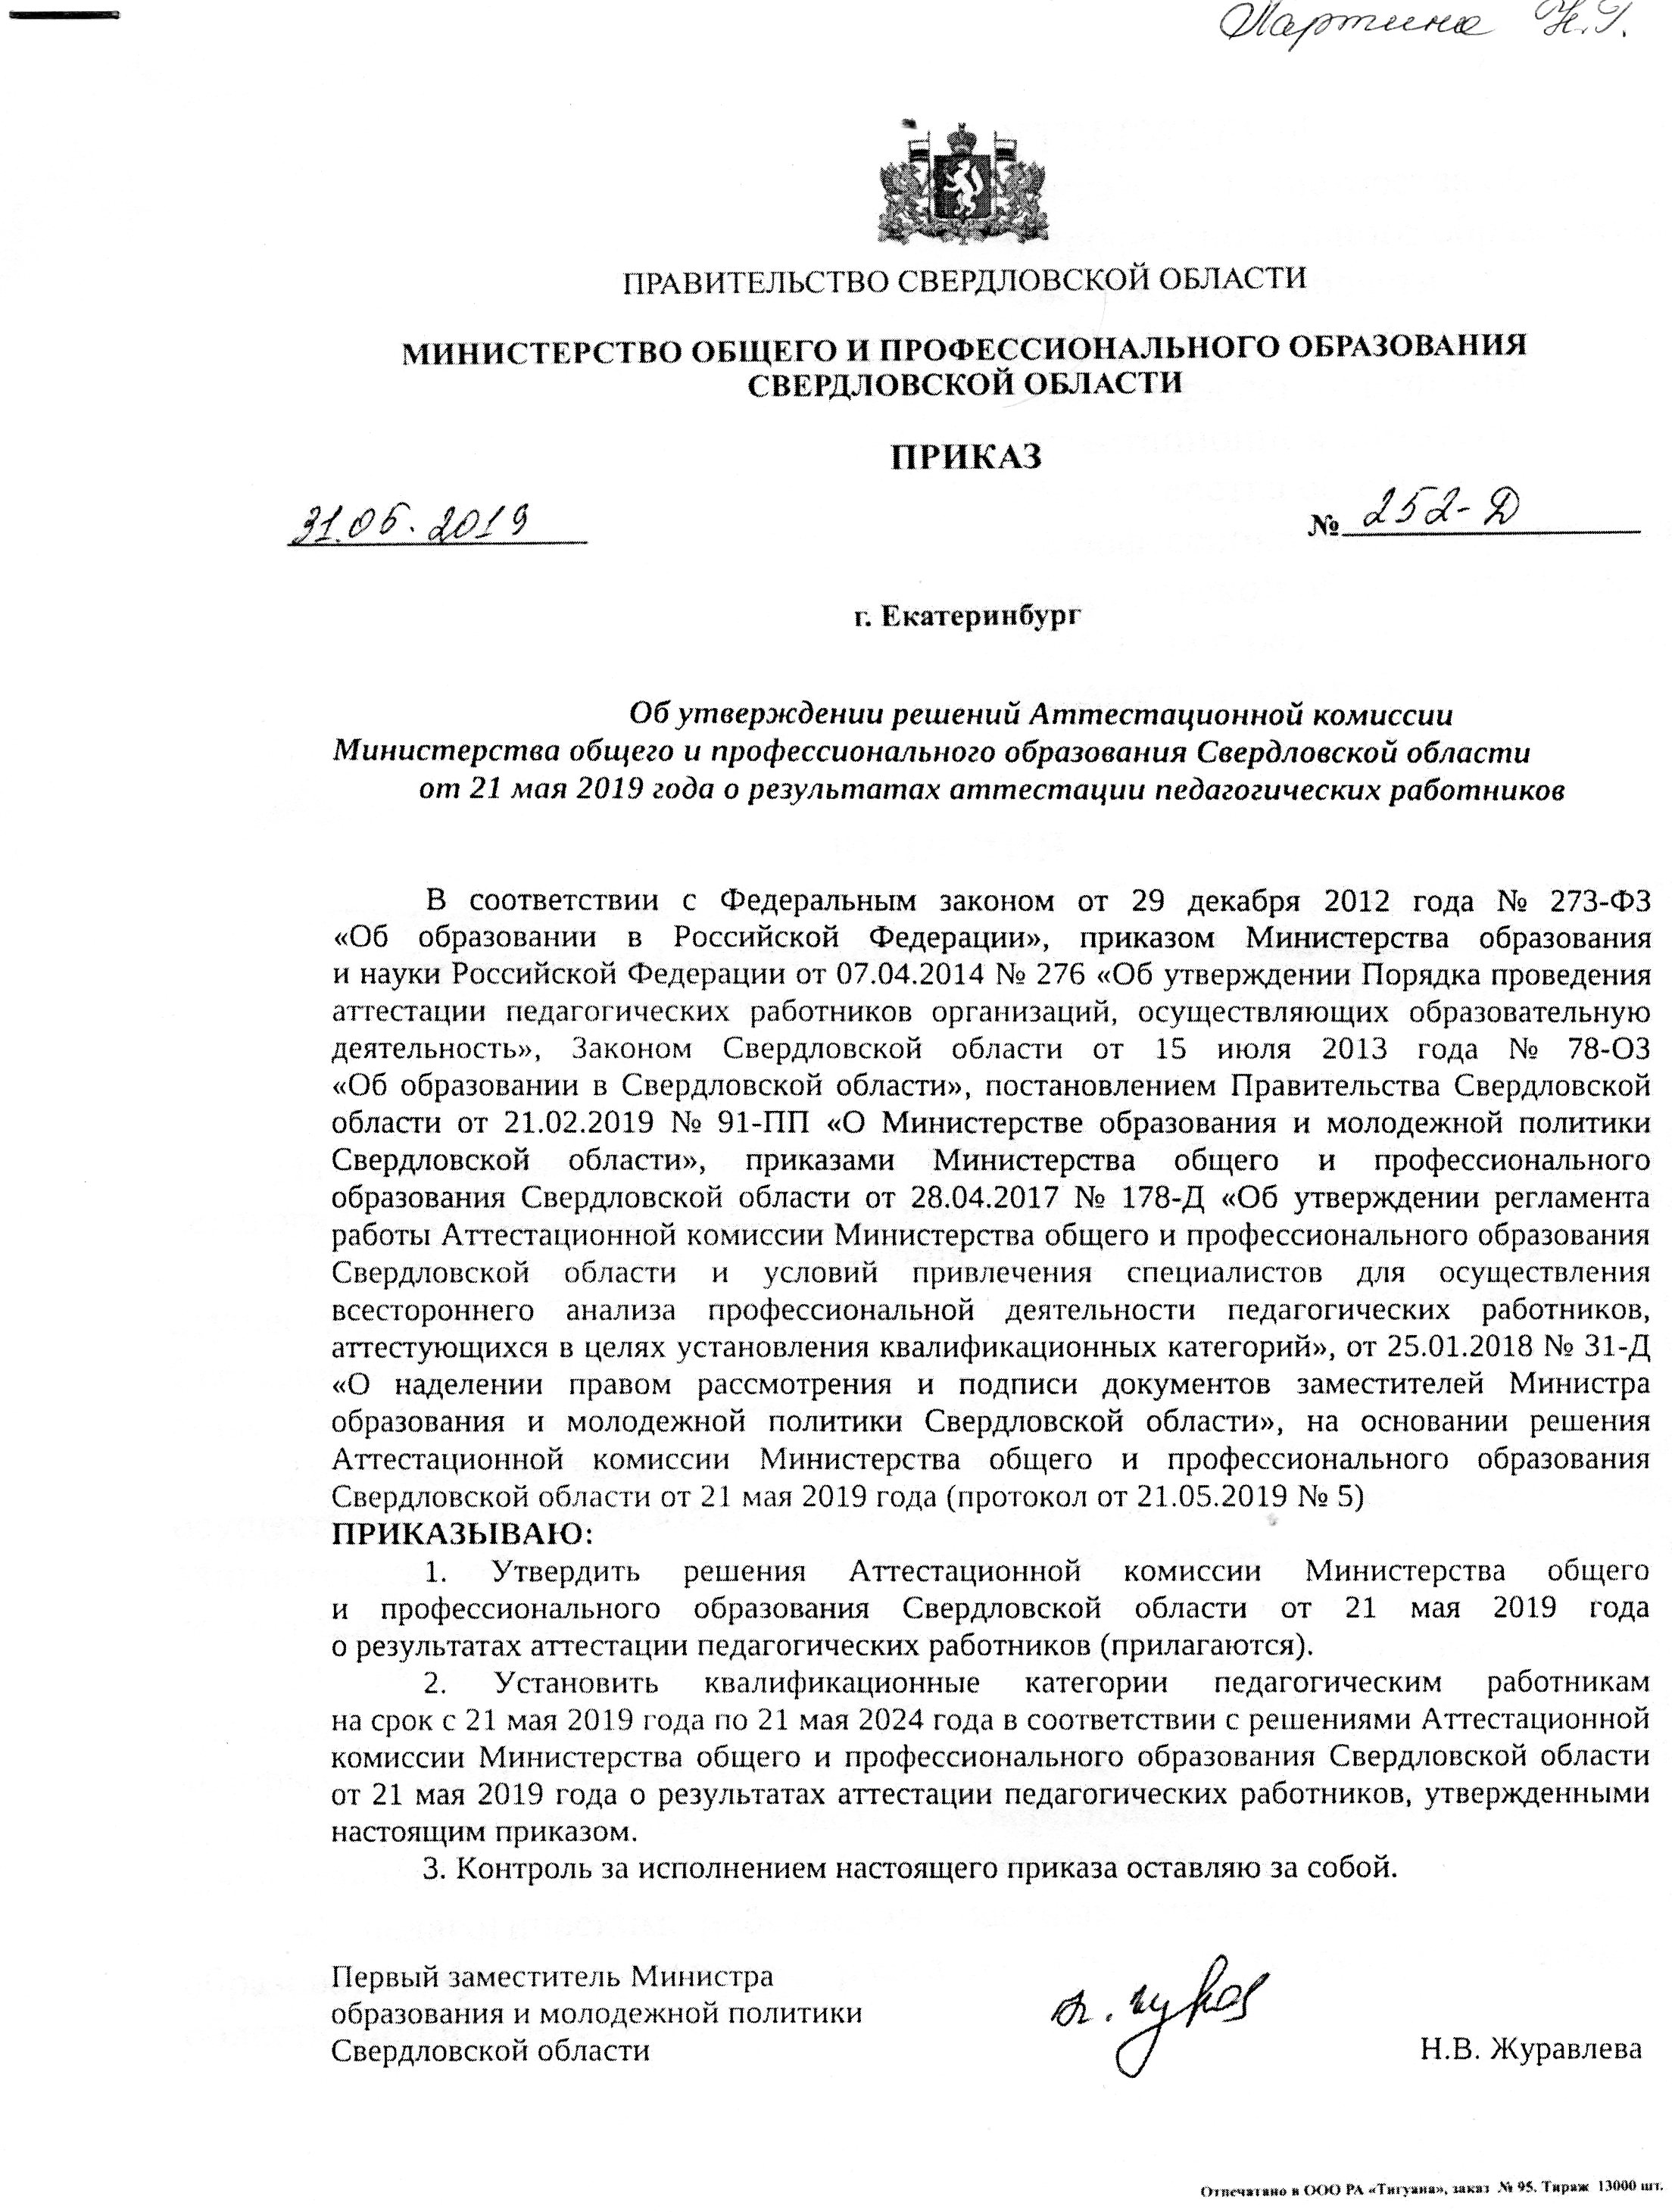 Партина Н.Г.
ПРАВИТЕЛЬСТВО СВЕРДЛОВСКОЙ ОБЛАСТИ
МИНИСТЕРСТВО ОБЩЕГО И ПРОФЕССИОНАЛЬНОГО ОБРАЗОВАНИЯ
СВЕРДЛОВСКОЙ ОБЛАСТИ
ПРИКАЗ
31.05.2019 № 252-Д
г. Екатеринбург
Об утверждении решений Аттестационной комиссии
Министерства общего и профессионального образования Свердловской области
от 21 мая 2019 года о результатах аттестации педагогических работников
В соответствии с Федеральным законом от 29 декабря 2012 года № 273-ФЗ
«Об образовании в Российской Федерации», приказом Министерства образования
и науки Российской Федерации от 07.04.2014 № 276 «Об утверждении Порядка проведения
аттестации педагогических работников организаций, осуществляющих образовательную
деятельность», Законом Свердловской области от 15 июля 2013 года № 78-ОЗ
«Об образовании в Свердловской области», постановлением Правительства Свердловской
области от 21.02.2019 № 91-ПП «О Министерстве образования и молодежной политики
Свердловской области», приказами Министерства общего и профессионального
образования Свердловской области от 28.04.2017 № 178-Д «Об утверждении регламента
работы Аттестационной комиссии Министерства общего и профессионального образования
Свердловской области и условий привлечения специалистов для осуществления
всестороннего анализа профессиональной деятельности педагогических работников,
аттестующихся в целях установления квалификационных категорий», от 25.01.2018 № 31-Д
«О наделении правом рассмотрения и подписи документов заместителей Министра
образования и молодежной политики Свердловской области», на основании решения
Аттестационной комиссии Министерства общего и профессионального образования
Свердловской области от 21 мая 2019 года (протокол от 21.05.2019 № 5)
ПРИКАЗЫВАЮ:
1. Утвердить решения Аттестационной комиссии Министерства общего
и профессионального образования Свердловской области от 21 мая 2019 года
о результатах аттестации педагогических работников (прилагаются).
2. Установить квалификационные категории педагогическим работникам
на срок с 21 мая 2019 года по 21 мая 2024 года в соответствии с решениями Аттестационной
комиссии Министерства общего и профессионального образования Свердловской области
от 21 мая 2019 года о результатах аттестации педагогических работников, утвержденными
настоящим приказом.
3. Контроль за исполнением настоящего приказа оставляю за собой.
Первый заместитель Министра
образования и молодежной политики
Свердловской области Н.В. Журавлева
Отпечатано в ООО РА «Тигуана», заказ № 95. Тираж 13000 шт.